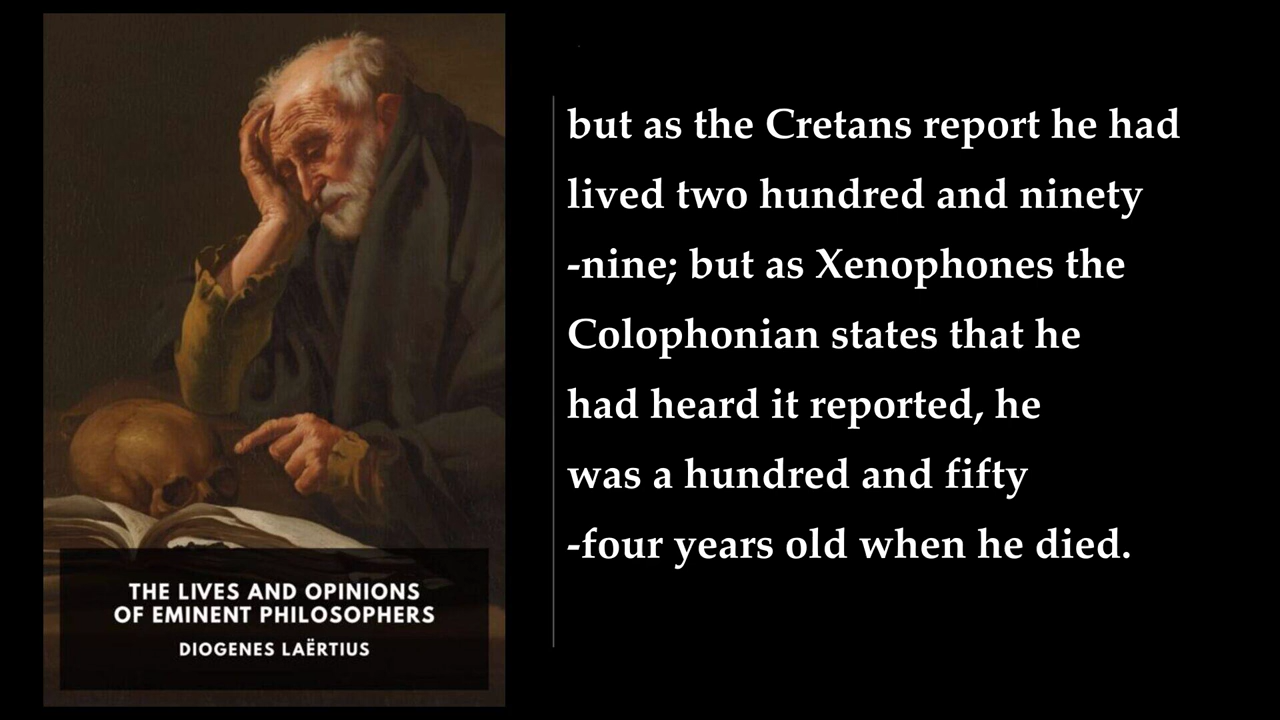 THE LIVES AND OPINIONS
OF EMINENT PHILOSOPHERS
DIOGENES LAËRTIUS
but as the Cretans report he had
lived two hundred and ninety
-nine; but as Xenophones the
Colophonian states that he
had heard it reported, he
was a hundred and fifty
-four years old when he died.